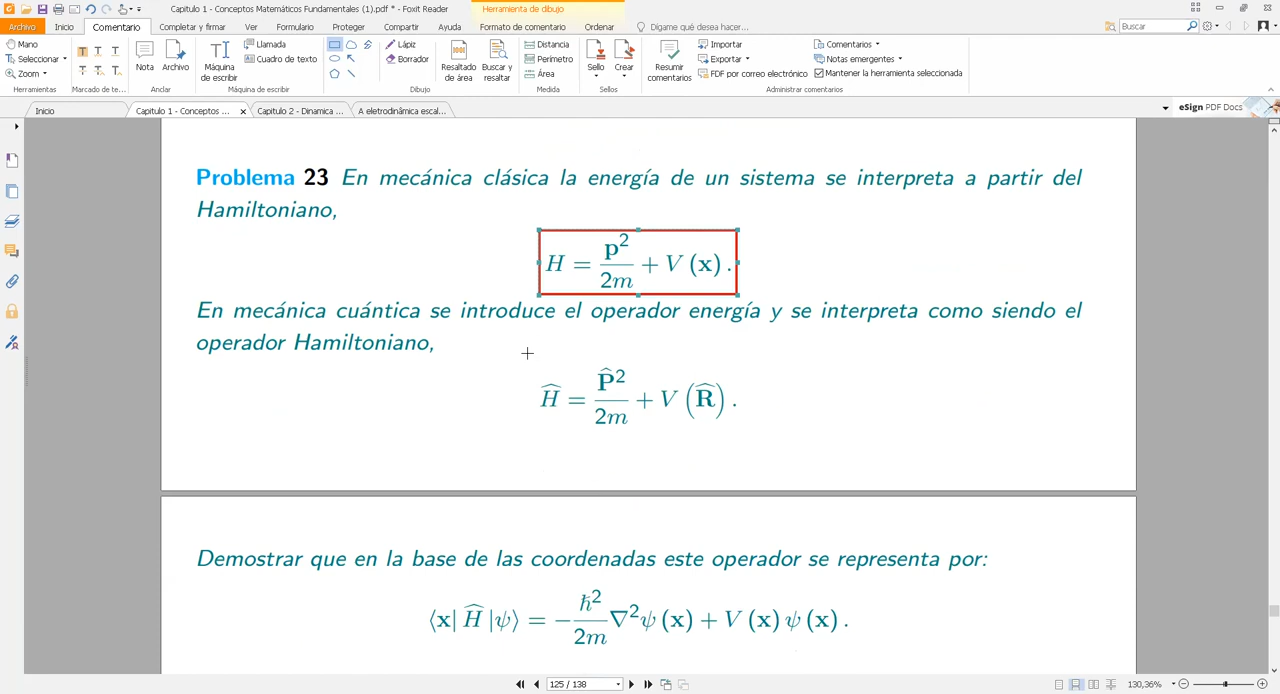 Capitulo 1 - Conceptos Matemáticos Fundamentales (1).pdf * - Foxit Reader
Herramienta de dibujo
Archivo Inicio Comentario Completar y firmar Ver Formulario Proteger Compartir Ayuda Formato de comentario Ordenar Dígame qué desea hacer... Buscar
Mano
Seleccionar
Zoom
Herramientas
Marcado de te...
Nota
Archivo
Anclar
Máquina
de escribir
Llamada
Cuadro de texto
Máquina de escribir
Lápiz
Borrador
Dibujo
Resaltado
de área
Buscar y
resaltar
Distancia
Perímetro
Área
Medida
Sello
Crear
Sellos
Resumir
comentarios
Importar
Exportar
FDF por correo electrónico
Comentarios
Notas emergentes
Mantener la herramienta seleccionada
Administrar comentarios
Inicio
Capitulo 1 - Conceptos ...
Capitulo 2 - Dinamica ...
A eletrodinâmica escal...
eSign PDF Docs
Problema 23 En mecánica clásica la energía de un sistema se interpreta a partir del
Hamiltoniano,
H = p²/2m + V (x) .
En mecánica cuántica se introduce el operador energía y se interpreta como siendo el
operador Hamiltoniano,
Ĥ = P̂²/2m + V (R̂) .
Demostrar que en la base de las coordenadas este operador se representa por:
⟨x| Ĥ |ψ⟩ = −ℏ²/2m ∇²ψ (x) + V (x) ψ (x) .
125 / 138
130,36%